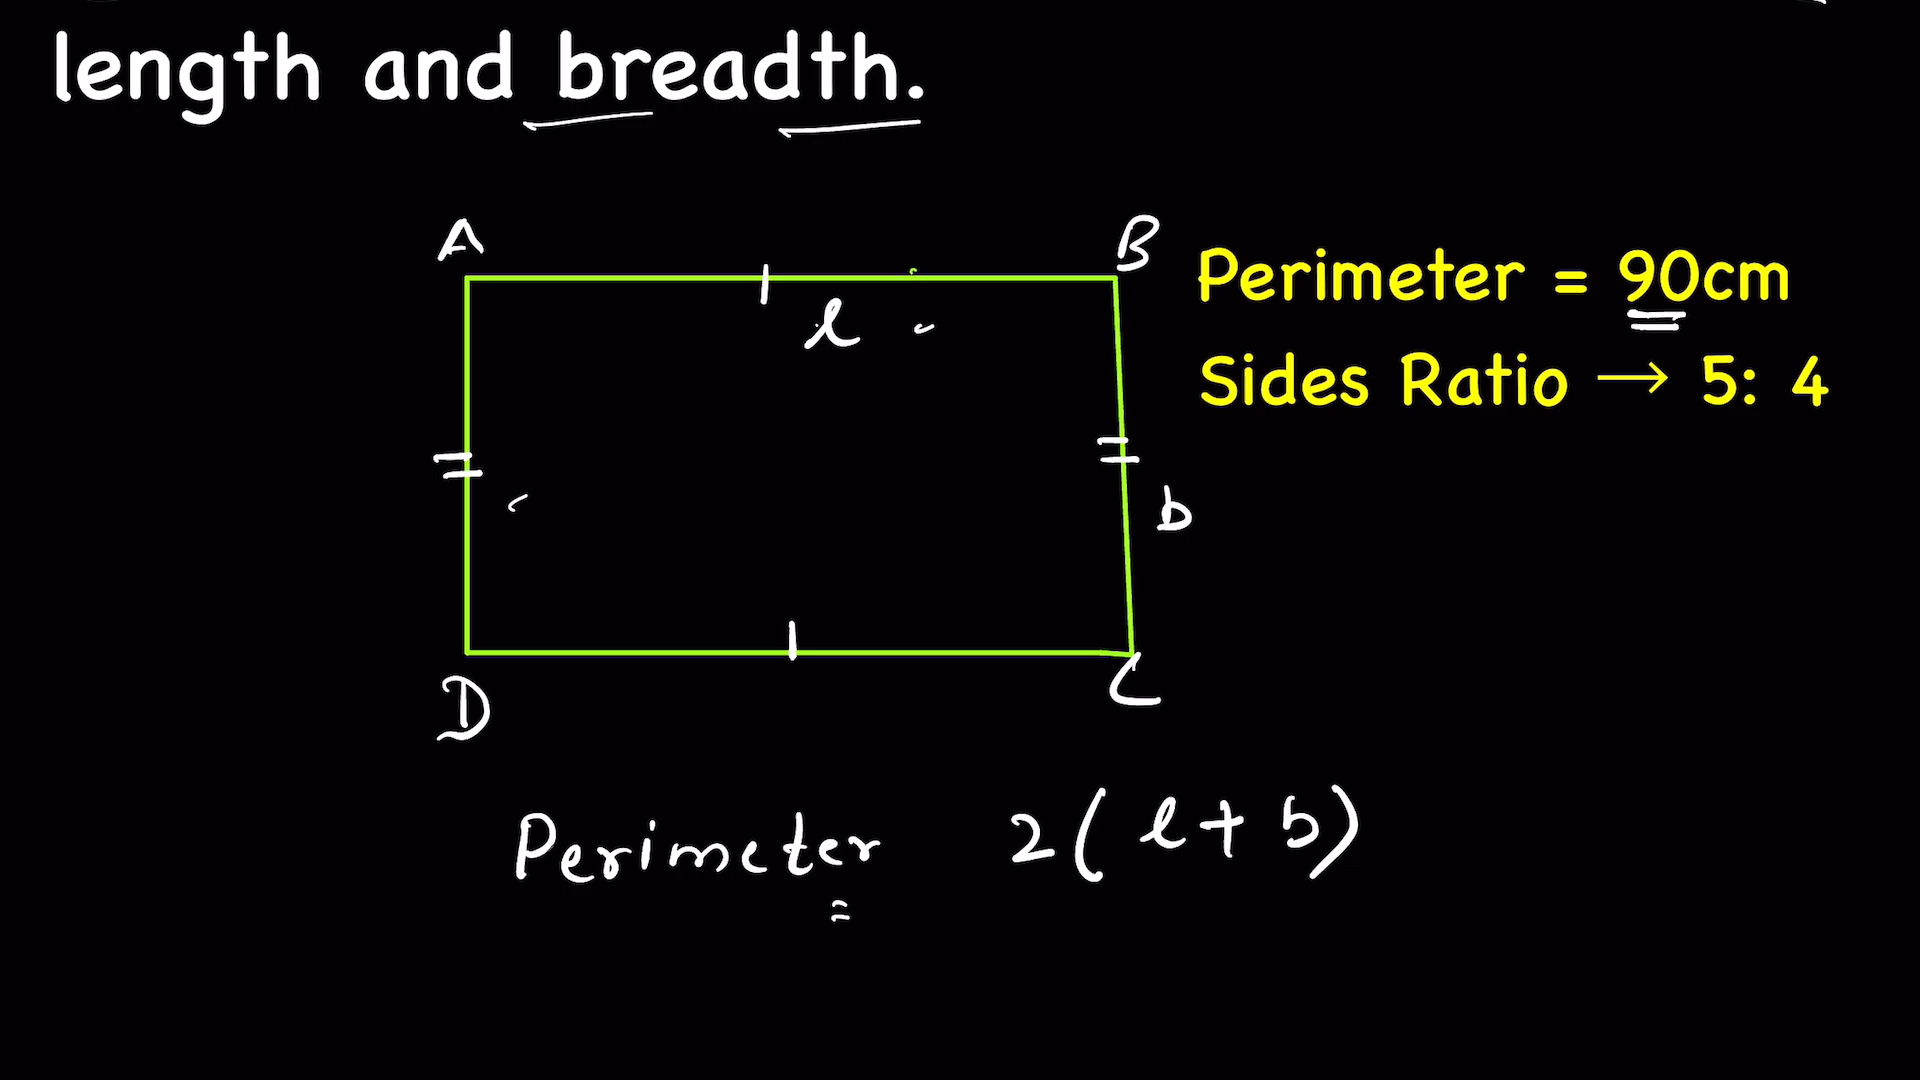 length and breadth.
A
B
Perimeter = 90cm
l
Sides Ratio → 5: 4
b
D
C
Perimeter 2(l+b)
=